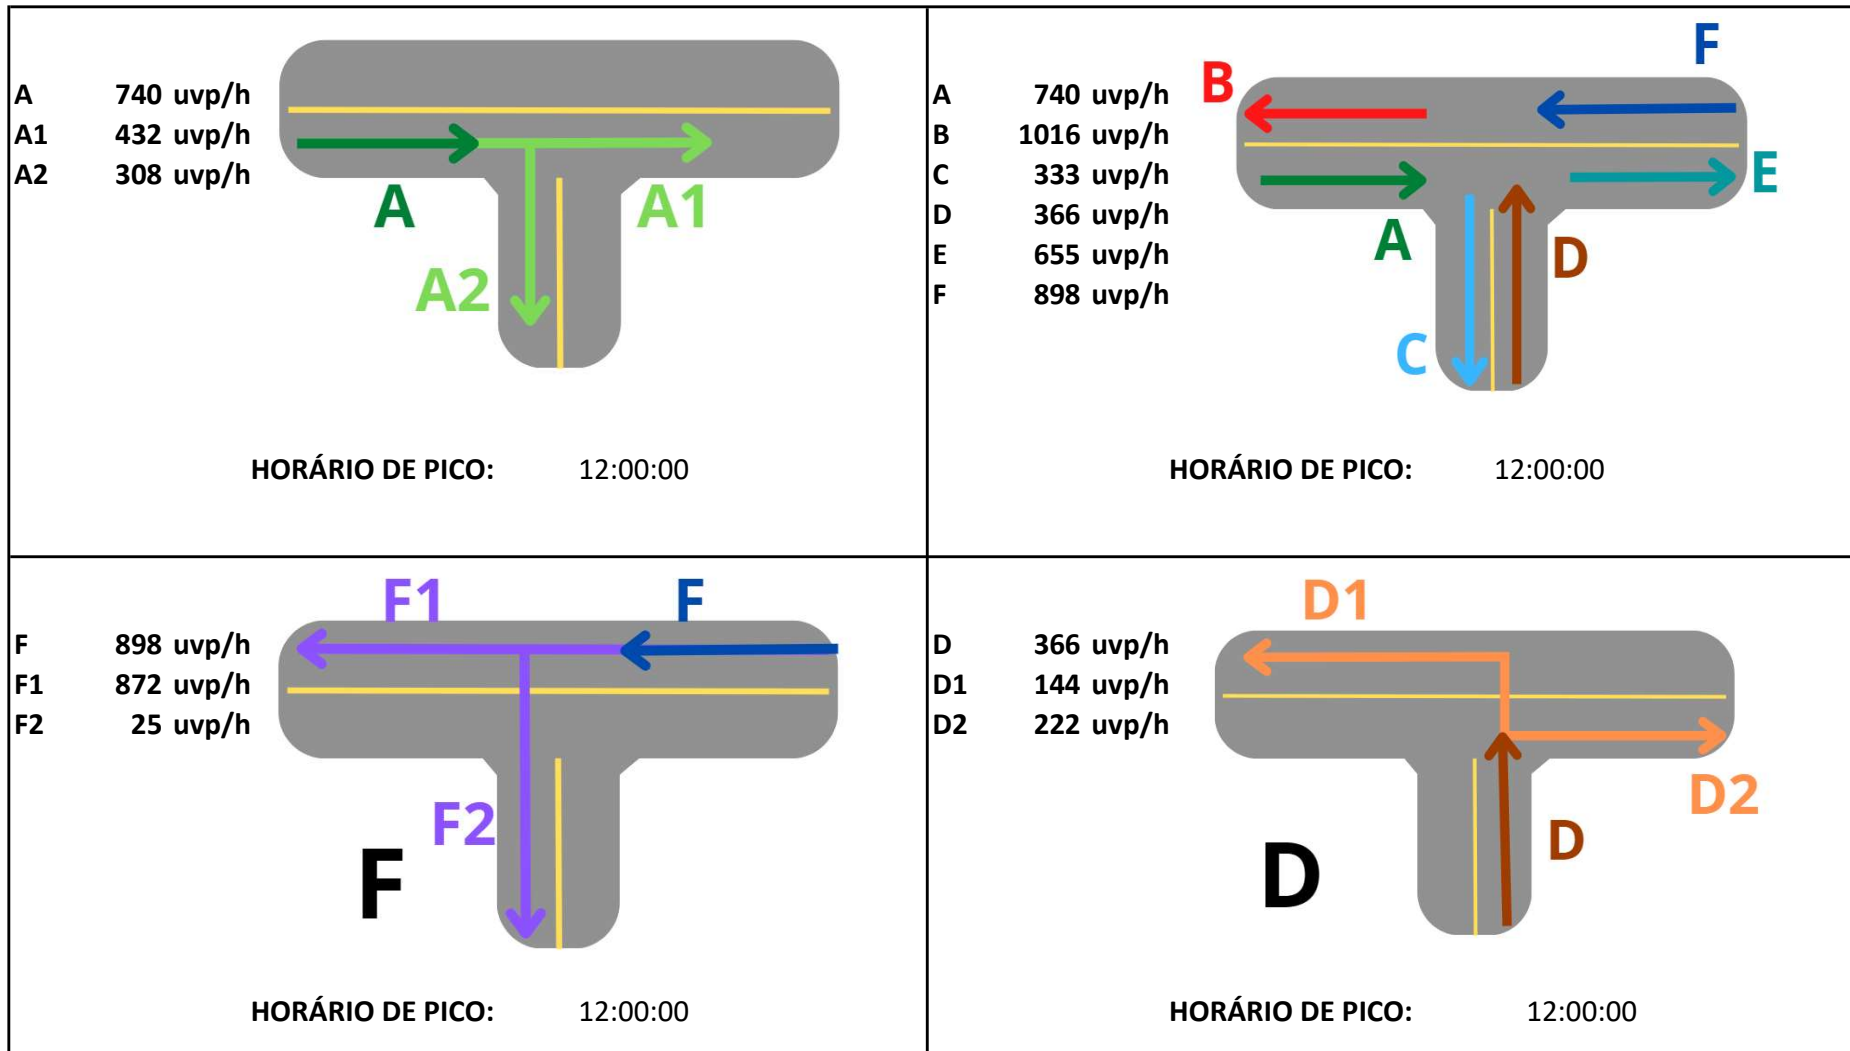 A 740 uvp/h
A1 432 uvp/h
A2 308 uvp/h
A
A1
A2
HORÁRIO DE PICO: 12:00:00
F
B
A 740 uvp/h
B 1016 uvp/h
C 333 uvp/h
D 366 uvp/h
E 655 uvp/h
F 898 uvp/h
E
A
D
C
HORÁRIO DE PICO: 12:00:00
F1 F
F 898 uvp/h
F1 872 uvp/h
F2 25 uvp/h
F2
F
HORÁRIO DE PICO: 12:00:00
D1
D 366 uvp/h
D1 144 uvp/h
D2 222 uvp/h
D2
D
D
HORÁRIO DE PICO: 12:00:00